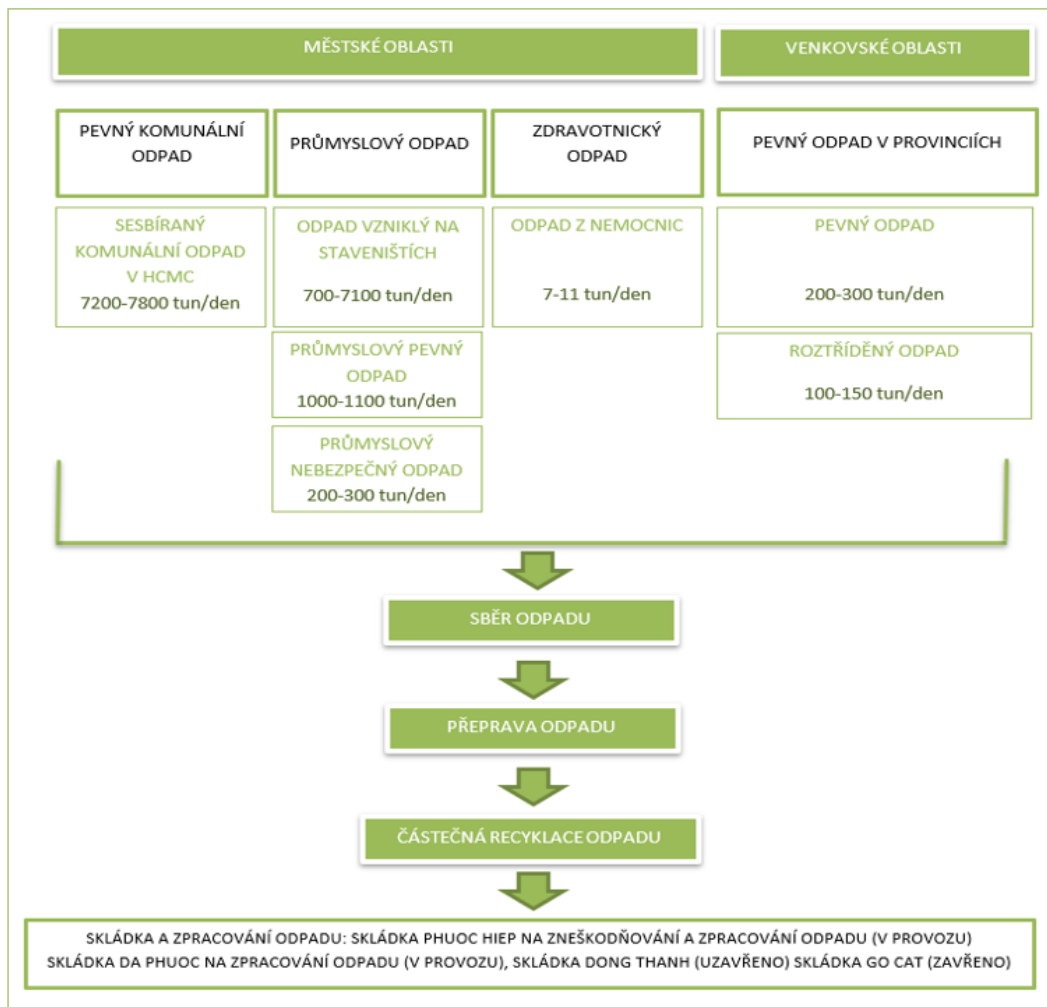 MĚSTSKÉ OBLASTI
VENKOVSKÉ OBLASTI
PEVNÝ KOMUNÁLNÍ
ODPAD
PRŮMYSLOVÝ ODPAD
ZDRAVOTNICKÝ
ODPAD
PEVNÝ ODPAD V PROVINCIÍCH
SESBÍRANÝ
KOMUNÁLNÍ ODPAD
V HCMC
7200-7800 tun/den
ODPAD VZNIKLÝ NA
STAVENIŠTÍCH
700-7100 tun/den
ODPAD Z NEMOCNIC
7-11 tun/den
PEVNÝ ODPAD
200-300 tun/den
PRŮMYSLOVÝ PEVNÝ
ODPAD
1000-1100 tun/den
ROZTŘÍDĚNÝ ODPAD
100-150 tun/den
PRŮMYSLOVÝ
NEBEZPEČNÝ ODPAD
200-300 tun/den
SBĚR ODPADU
PŘEPRAVA ODPADU
ČÁSTEČNÁ RECYKLACE ODPADU
SKLÁDKA A ZPRACOVÁNÍ ODPADU: SKLÁDKA PHUOC HIEP NA ZNEŠKODŇOVÁNÍ A ZPRACOVÁNÍ ODPADU (V PROVOZU)
SKLÁDKA DA PHUOC NA ZPRACOVÁNÍ ODPADU (V PROVOZU), SKLÁDKA DONG THANH (UZAVŘENO) SKLÁDKA GO CAT (ZAVŘENO)